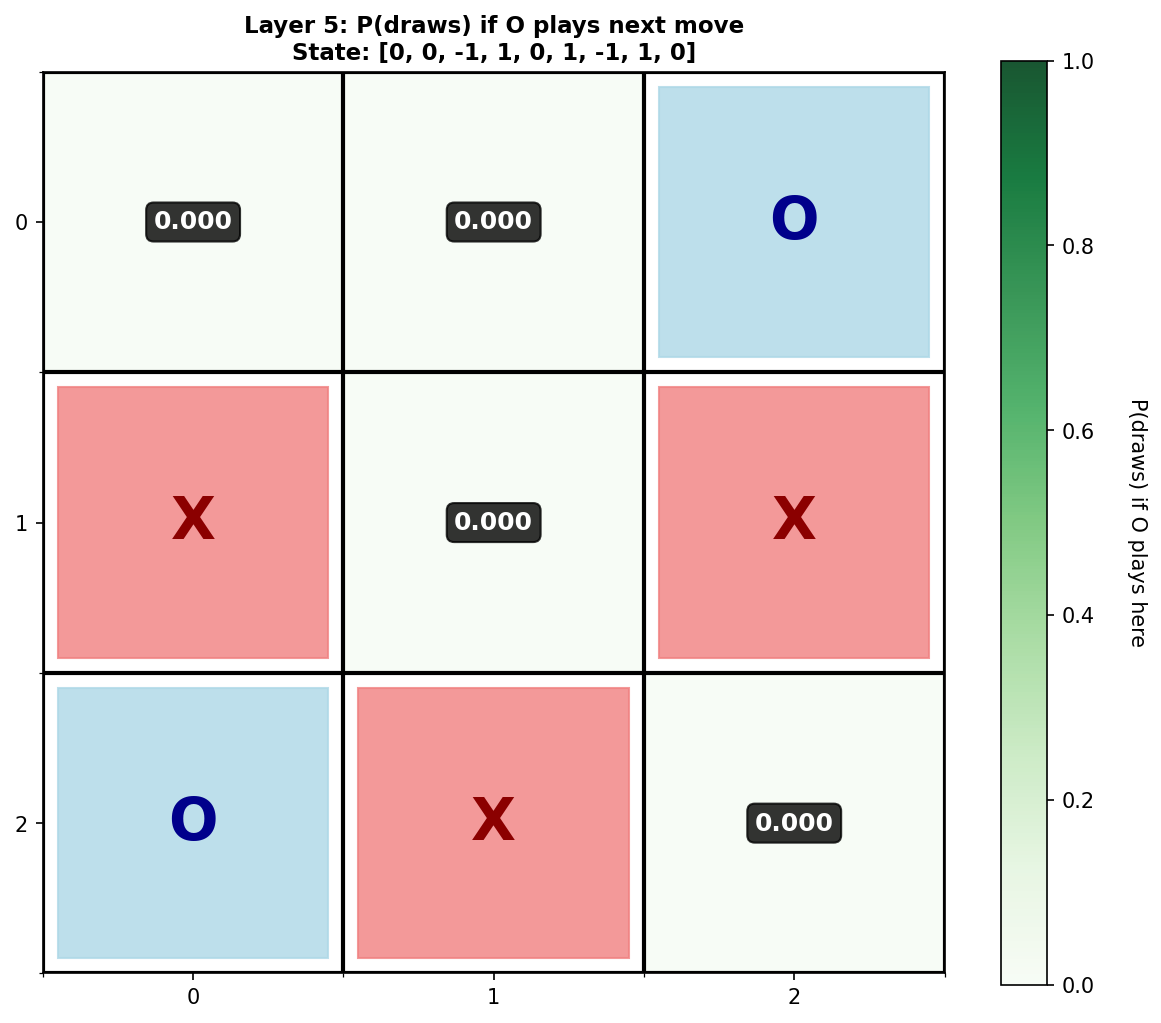 Layer 5: P(draws) if O plays next move
State: [0, 0, -1, 1, 0, 1, -1, 1, 0]
0
0.000
0.000
O
1
X
0.000
X
2
O
X
0.000
0
1
2
1.0
0.8
0.6
0.4
0.2
0.0
P(draws) if O plays here